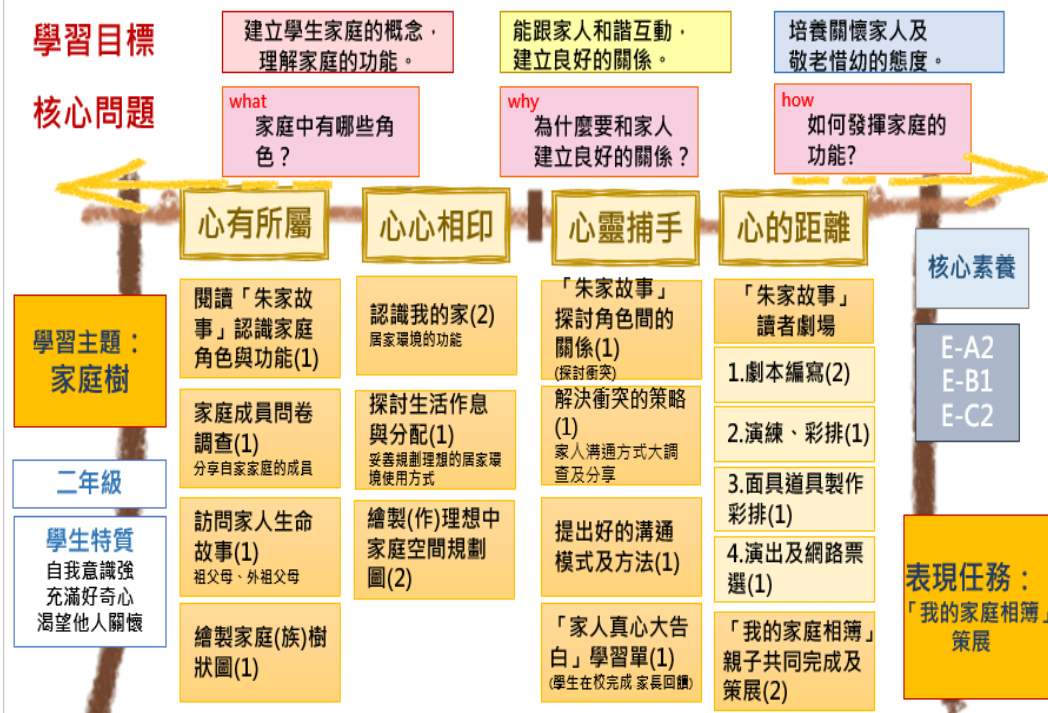 學習目標
建立學生家庭的概念，
理解家庭的功能。
能跟家人和諧互動，
建立良好的關係。
培養關懷家人及
敬老惜幼的態度。
核心問題
what
家庭中有哪些角
色？
why
為什麼要和家人
建立良好的關係？
how
如何發揮家庭的
功能?
學習主題：
家庭樹
二年級
學生特質
自我意識強
充滿好奇心
渴望他人關懷
心有所屬
閱讀「朱家故
事」認識家庭
角色與功能(1)
家庭成員問卷
調查(1)
分享自家家庭的成員
訪問家人生命
故事(1)
祖父母、外祖父母
繪製家庭(族)樹
狀圖(1)
心心相印
認識我的家(2)
居家環境的功能
探討生活作息
與分配(1)
妥善規劃理想的居家環
境使用方式
繪製(作)理想中
家庭空間規劃
圖(2)
心靈捕手
「朱家故事」
探討角色間的
關係(1)
(探討衝突)
解決衝突的策略
(1)
家人溝通方式大調
查及分享
提出好的溝通
模式及方法(1)
「家人真心大告
白」學習單(1)
(學生在校完成 家長回饋)
心的距離
「朱家故事」
讀者劇場
1.劇本編寫(2)
2.演練、彩排(1)
3.面具道具製作
彩排(1)
4.演出及網路票
選(1)
「我的家庭相簿」
親子共同完成及
策展(2)
核心素養
E-A2
E-B1
E-C2
表現任務：
「我的家庭相簿」
策展